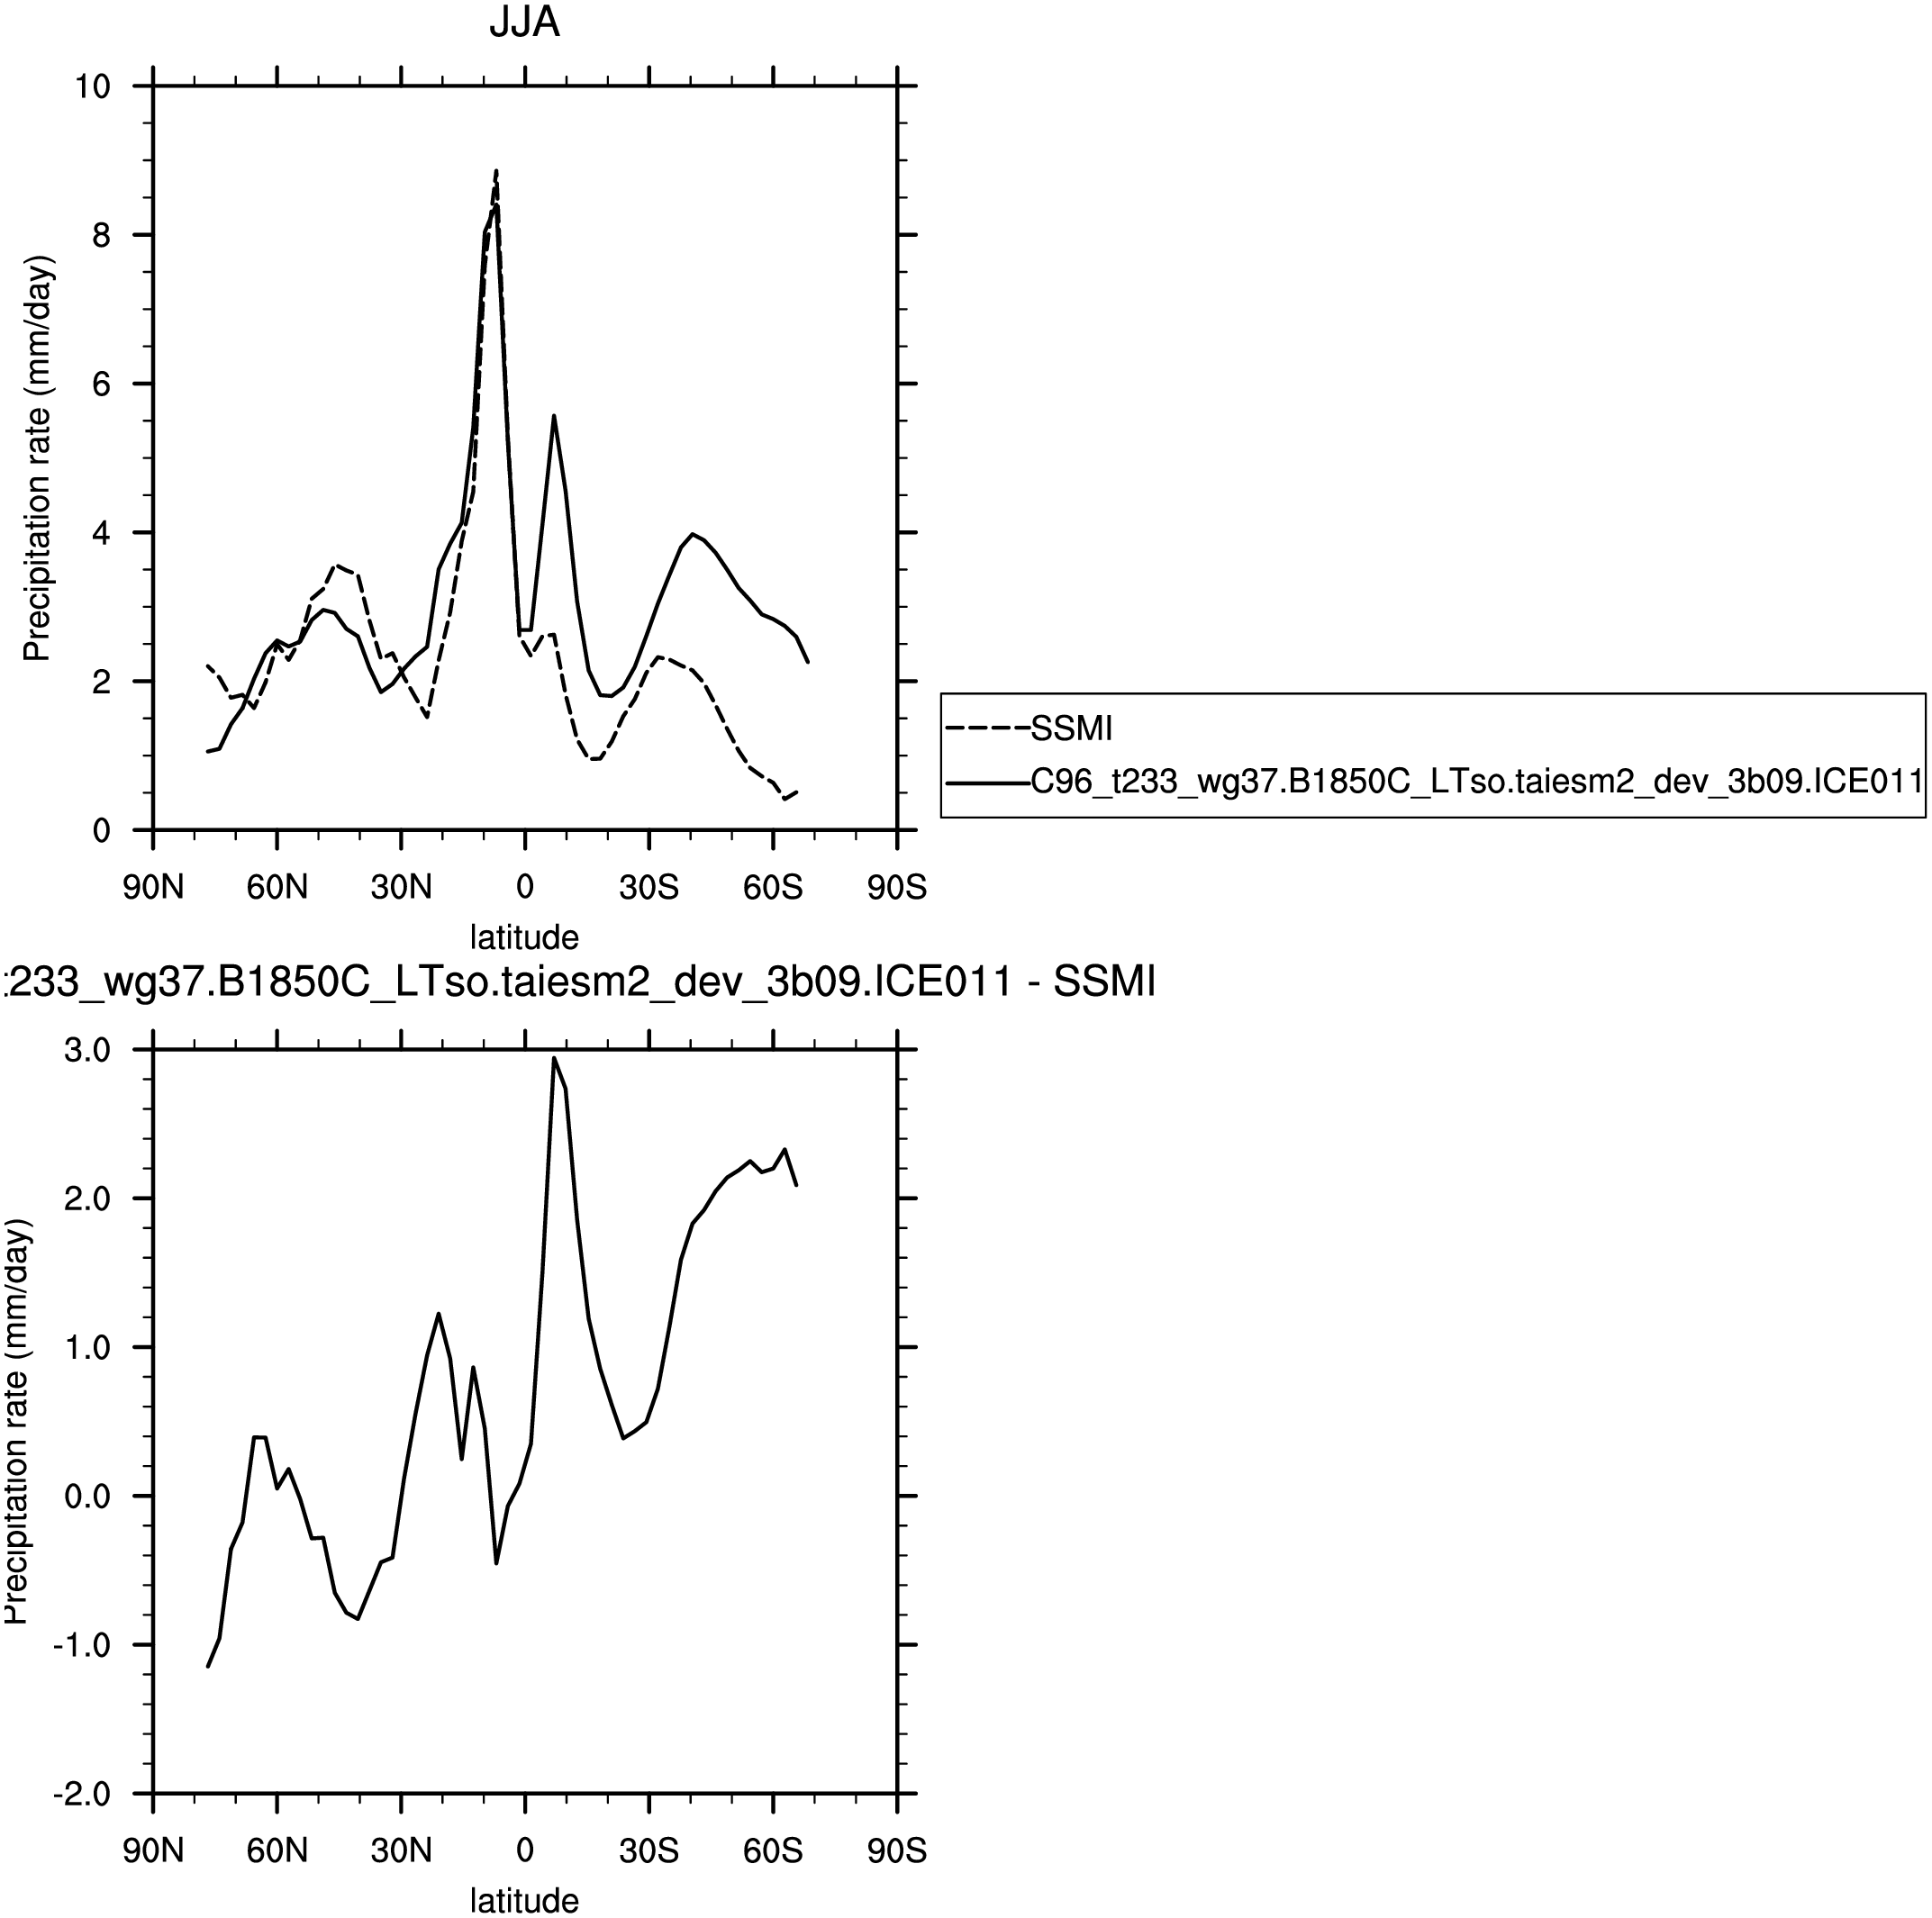 JJA
Precipitation rate (mm/day)
10
8
6
4
2
0
90N 60N 30N 0 30S 60S 90S
latitude
SSMI
C96_t233_wg37.B1850C_LTso.taiesm2_dev_3b09.ICE011
233_wg37.B1850C_LTso.taiesm2_dev_3b09.ICE011 - SSMI
Precipitation rate (mm/day)
3.0
2.0
1.0
0.0
-1.0
-2.0
90N 60N 30N 0 30S 60S 90S
latitude